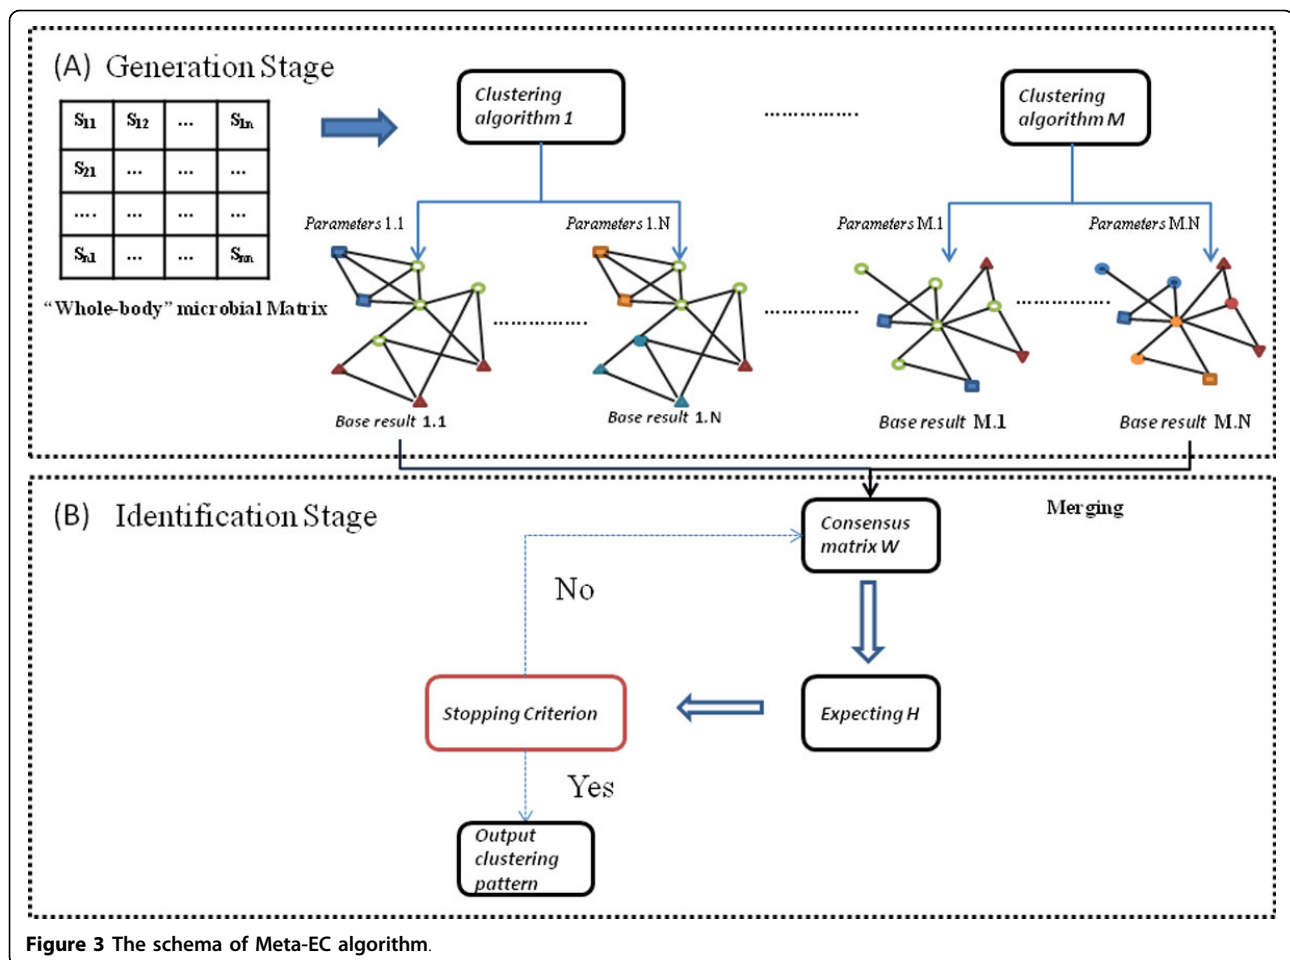 (A) Generation Stage
S11 S12 ... S1n
S21 ... ... ...
.... ... ... ...
Sn1 ... ... Snn
"Whole-body" microbial Matrix
Clustering
algorithm 1
...............
Clustering
algorithm M
Parameters 1.1
Parameters 1.N
Parameters M.1
Parameters M.N
...............
...............
...............
Base result 1.1
Base result 1.N
Base result M.1
Base result M.N
(B) Identification Stage
Merging
Consensus
matrix W
No
Stopping Criterion
Expecting H
Yes
Output
clustering
pattern
Figure 3 The schema of Meta-EC algorithm.